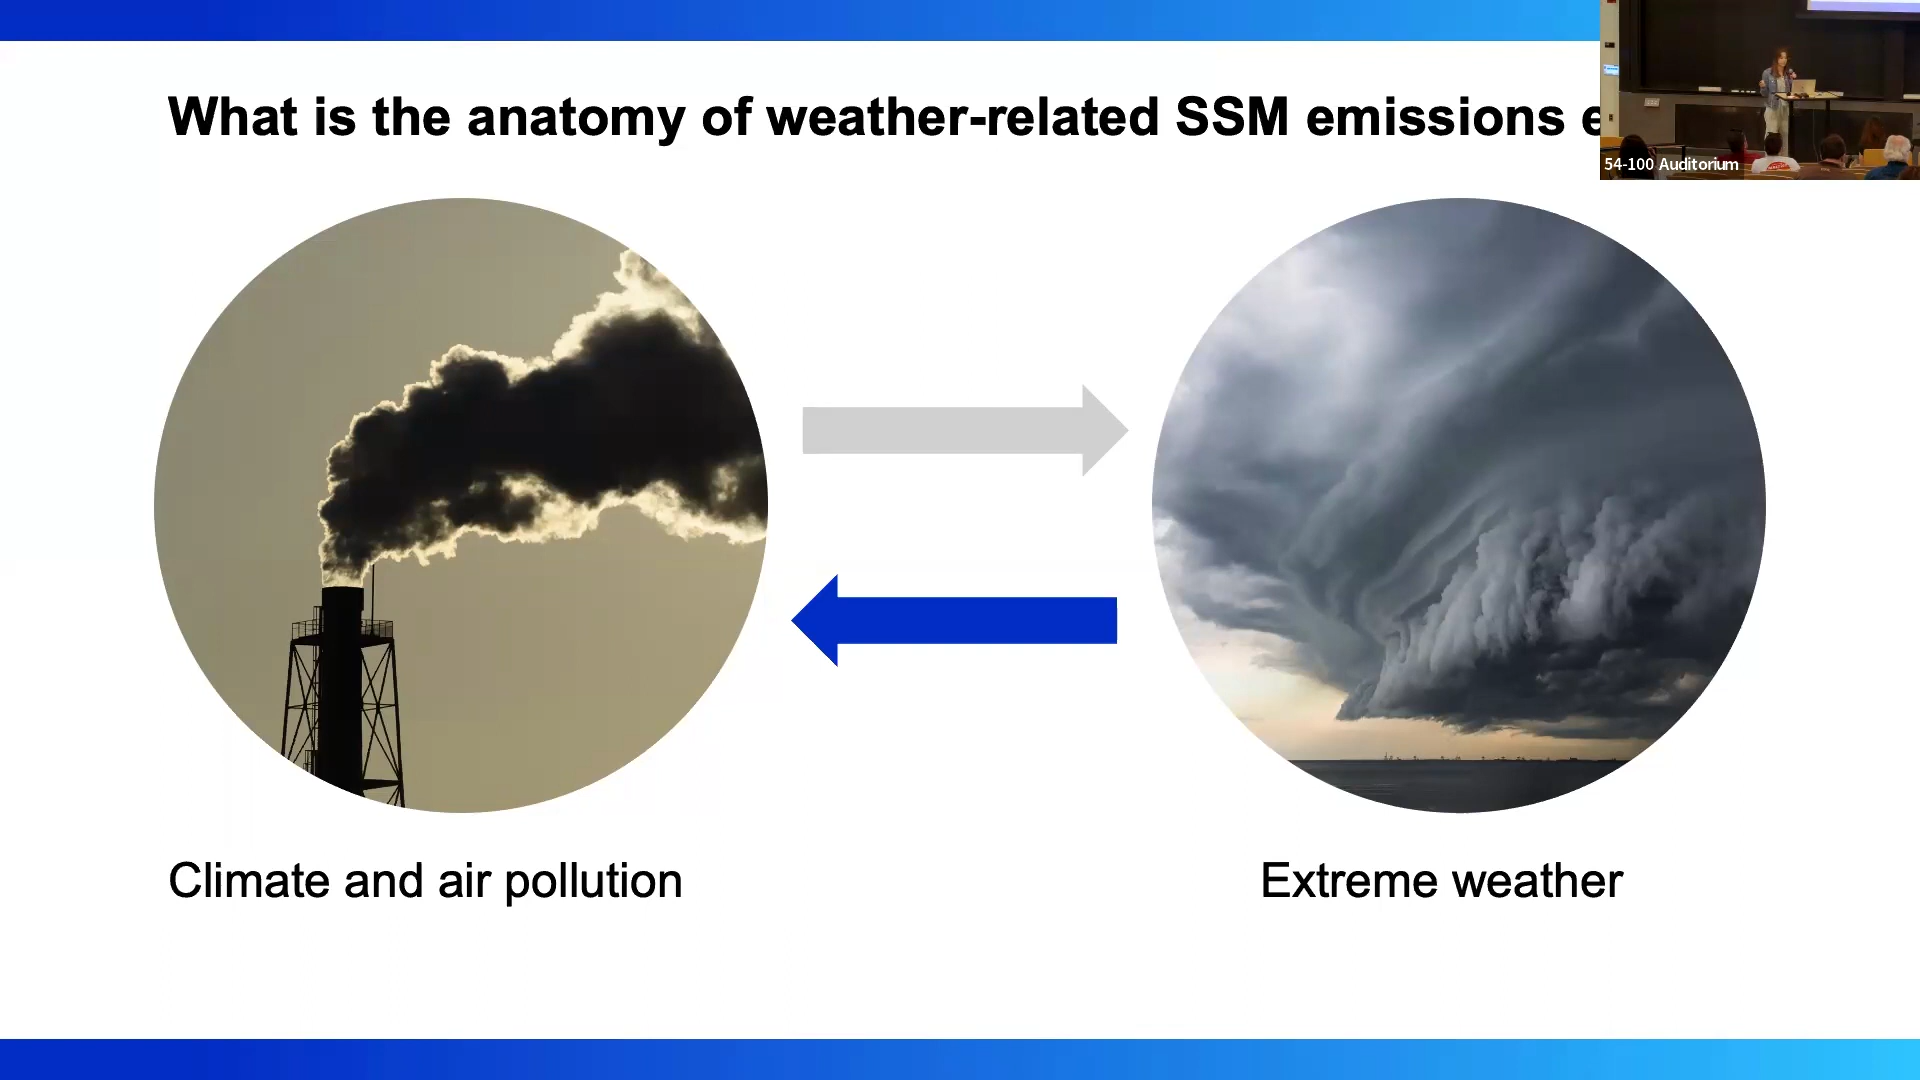 What is the anatomy of weather-related SSM emissions
54-100 Auditorium
Climate and air pollution
Extreme weather